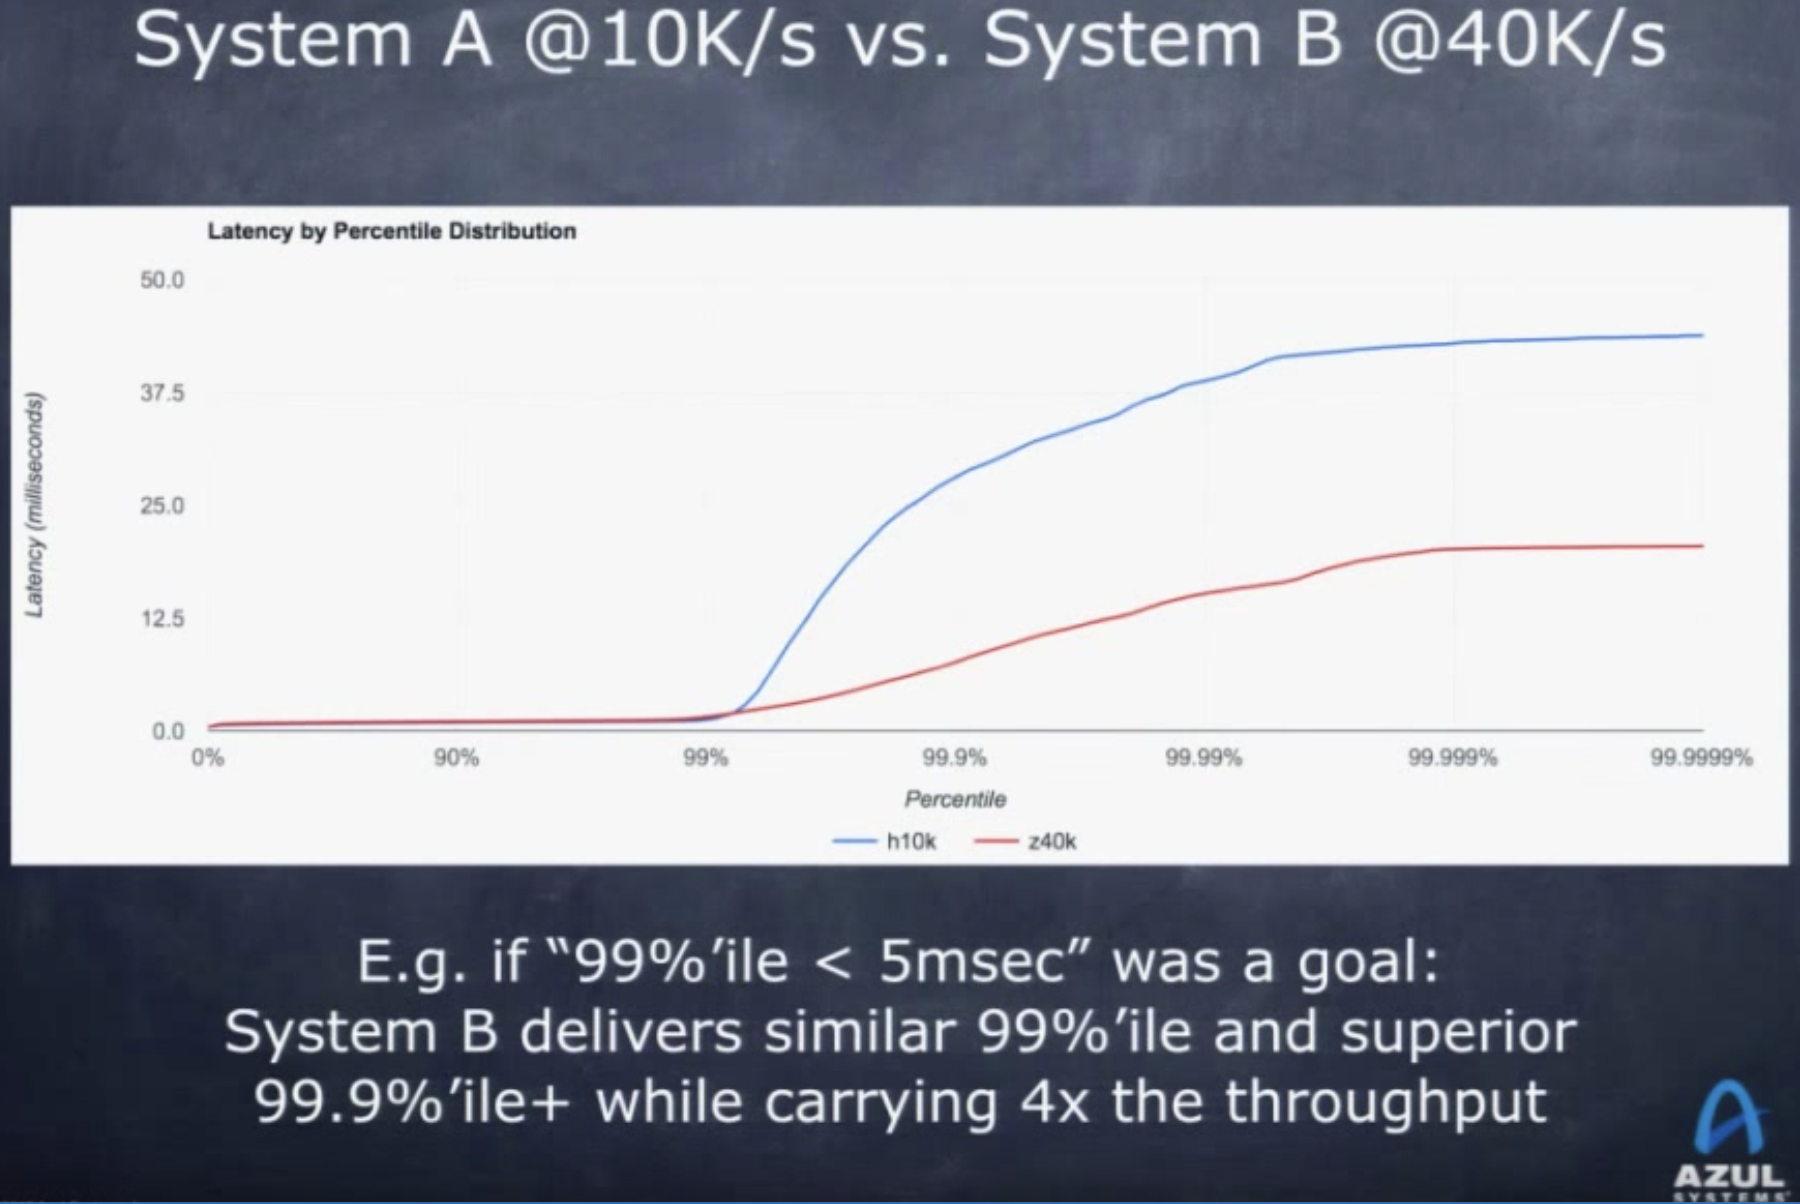 System A @10K/s vs. System B @40K/s
Latency by Percentile Distribution
50.0
37.5
25.0
12.5
0.0
Latency (milliseconds)
0% 90% 99% 99.9% 99.99% 99.999% 99.9999%
Percentile
h10k z40k
E.g. if “99%’ile < 5msec” was a goal:
System B delivers similar 99%’ile and superior
99.9%’ile+ while carrying 4x the throughput
AZUL
SYSTEMS